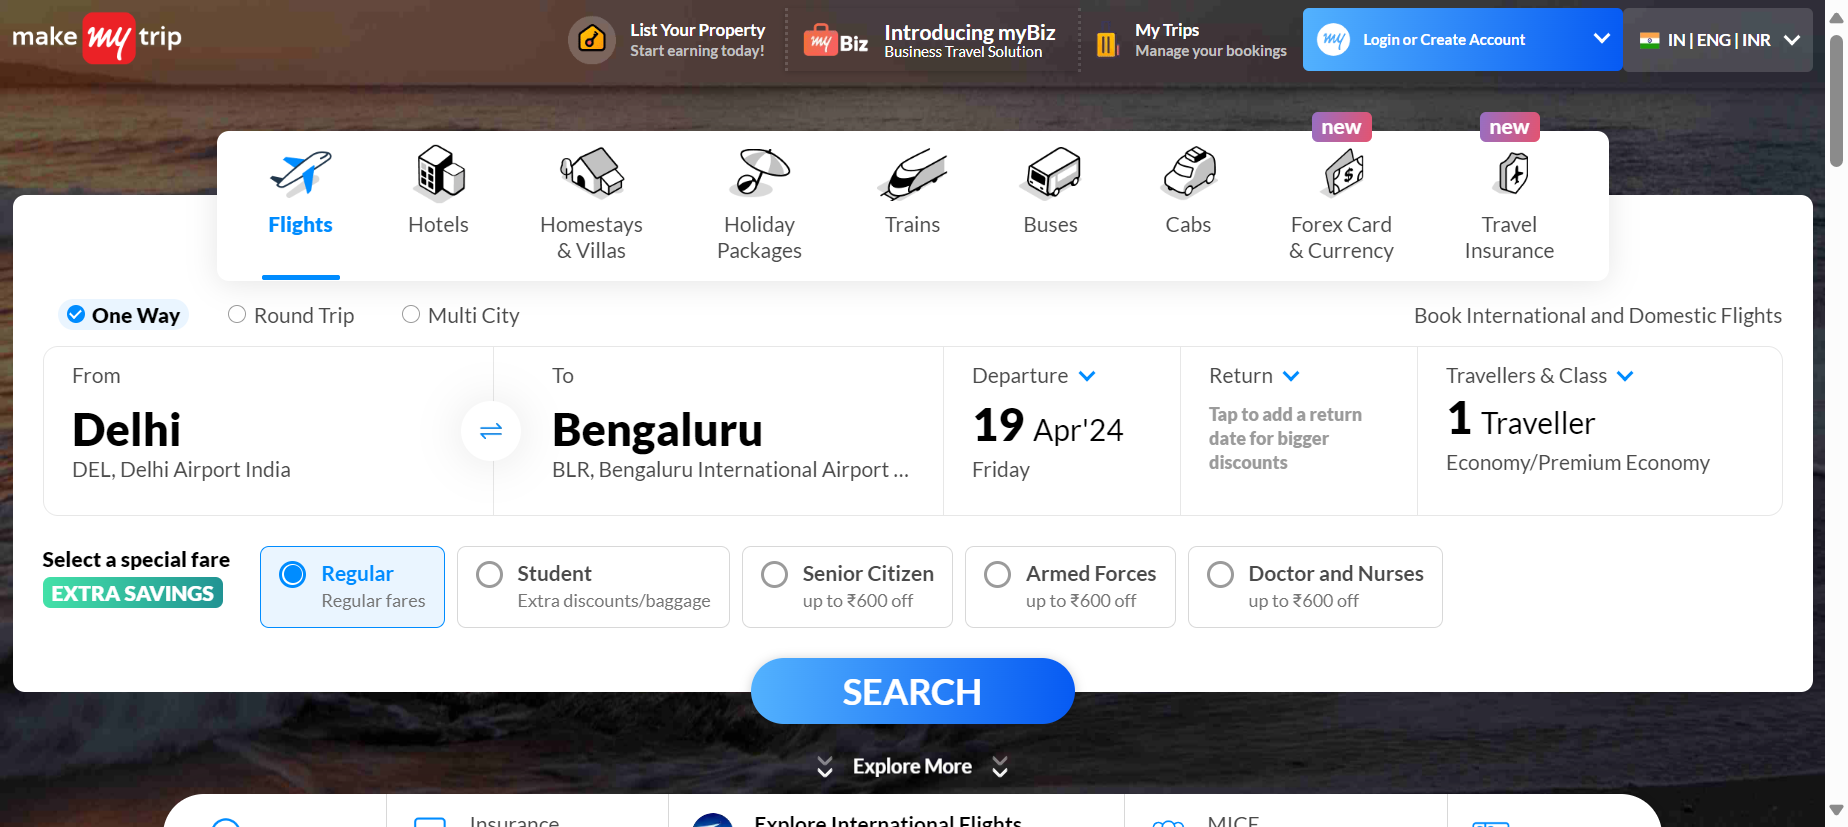 make my trip
List Your Property
Start earning today!
my Biz
Introducing myBiz
Business Travel Solution
My Trips
Manage your bookings
my
Login or Create Account
IN | ENG | INR
new
new
Flights
Hotels
Homestays
& Villas
Holiday
Packages
Trains
Buses
Cabs
Forex Card
& Currency
Travel
Insurance
One Way
Round Trip
Multi City
Book International and Domestic Flights
From
Delhi
DEL, Delhi Airport India
To
Bengaluru
BLR, Bengaluru International Airport ...
Departure
19 Apr'24
Friday
Return
Tap to add a return
date for bigger
discounts
Travellers & Class
1 Traveller
Economy/Premium Economy
Select a special fare
EXTRA SAVINGS
Regular
Regular fares
Student
Extra discounts/baggage
Senior Citizen
up to ₹600 off
Armed Forces
up to ₹600 off
Doctor and Nurses
up to ₹600 off
SEARCH
Explore More
Insurance
Explore International Flights
MICE